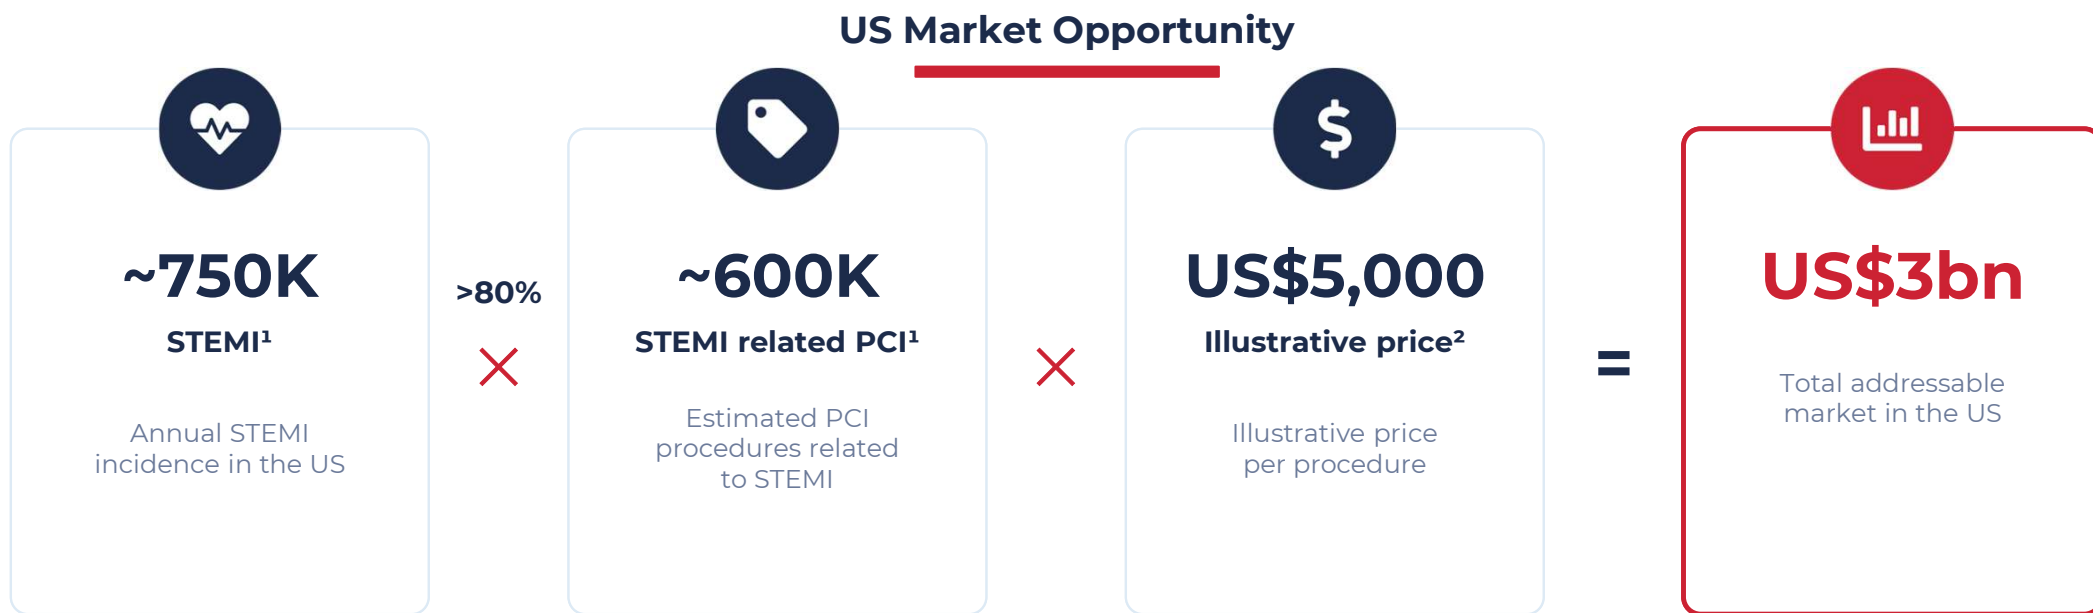 US Market Opportunity
~750K
STEMI¹
Annual STEMI
incidence in the US
>80%
~600K
STEMI related PCI¹
Estimated PCI
procedures related
to STEMI
US$5,000
Illustrative price²
Illustrative price
per procedure
=
US$3bn
Total addressable
market in the US